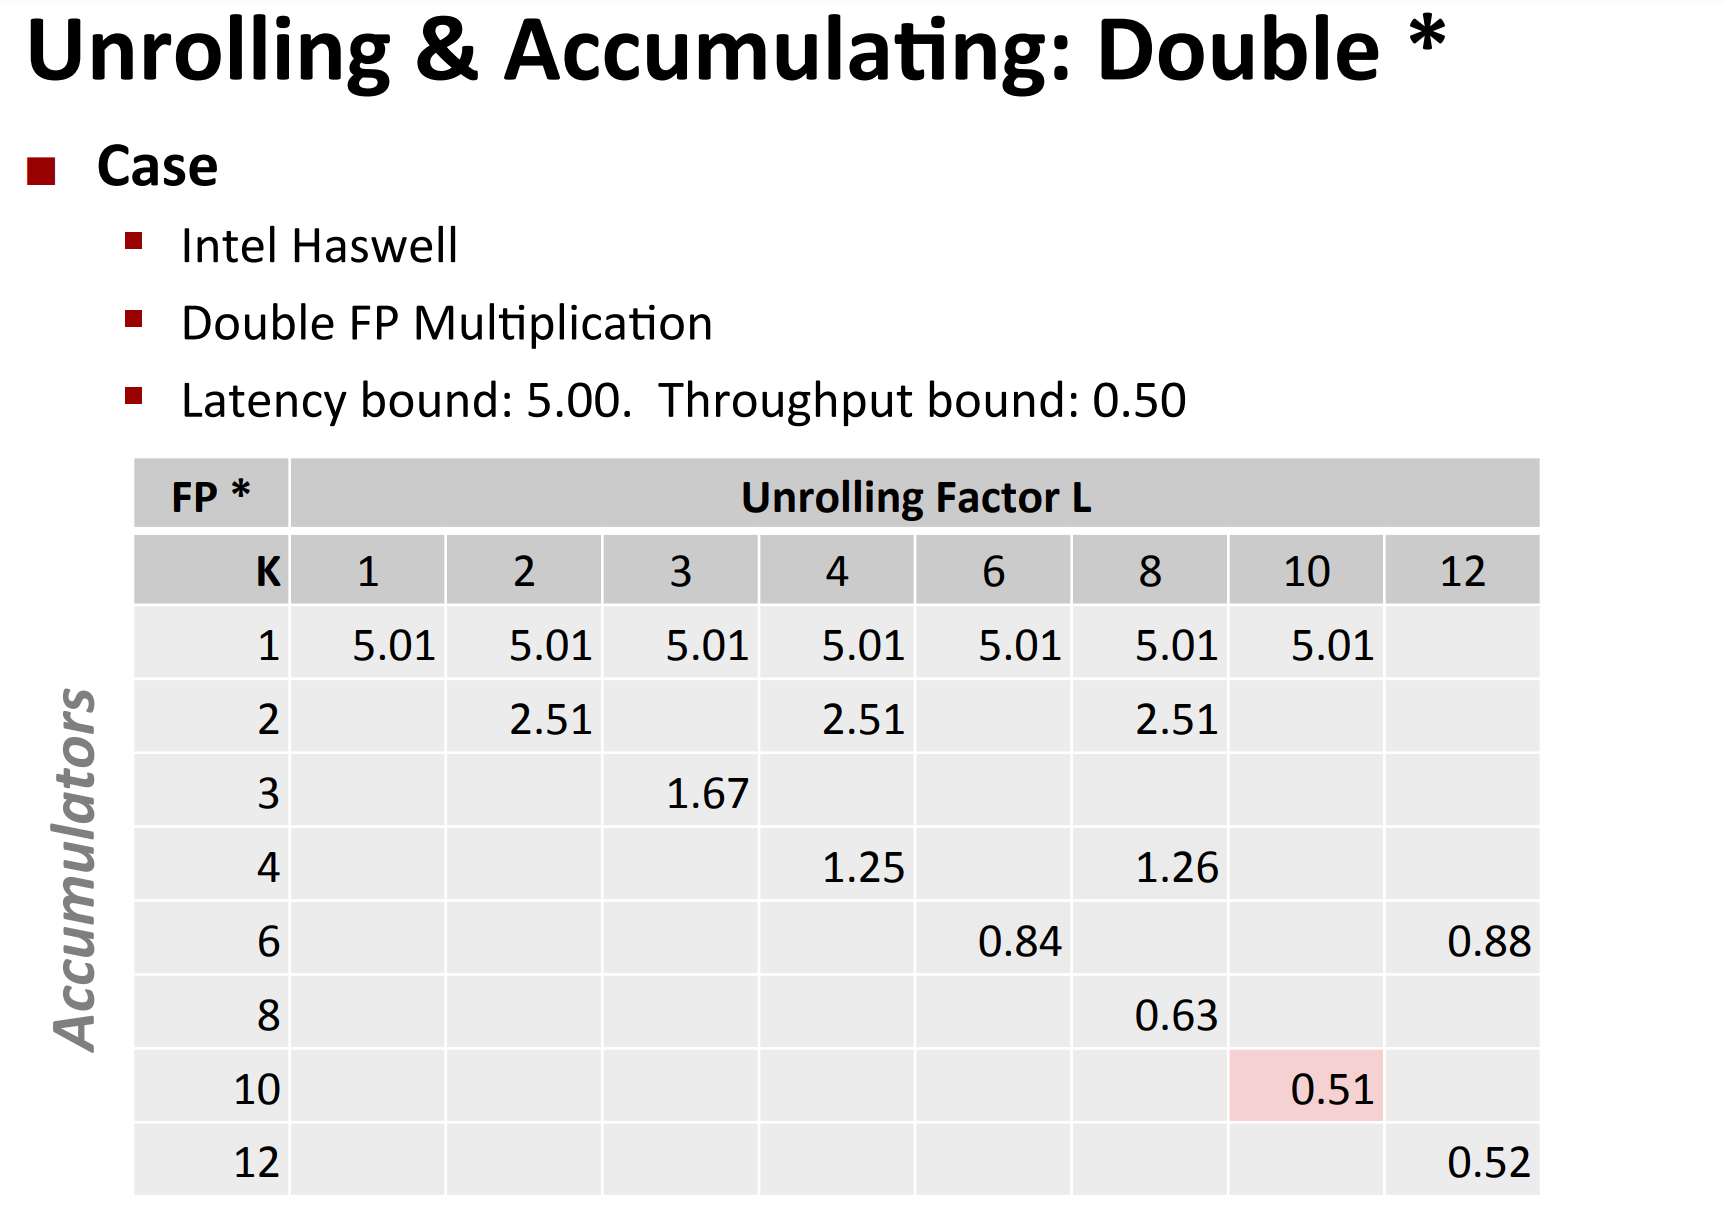 Unrolling & Accumulating: Double *
Case
Intel Haswell
Double FP Multiplication
Latency bound: 5.00. Throughput bound: 0.50
FP * Unrolling Factor L
K 1 2 3 4 6 8 10 12
1 5.01 5.01 5.01 5.01 5.01 5.01 5.01
2 2.51 2.51 2.51
3 1.67
4 1.25 1.26
6 0.84 0.88
8 0.63
10 0.51
12 0.52
Accumulators